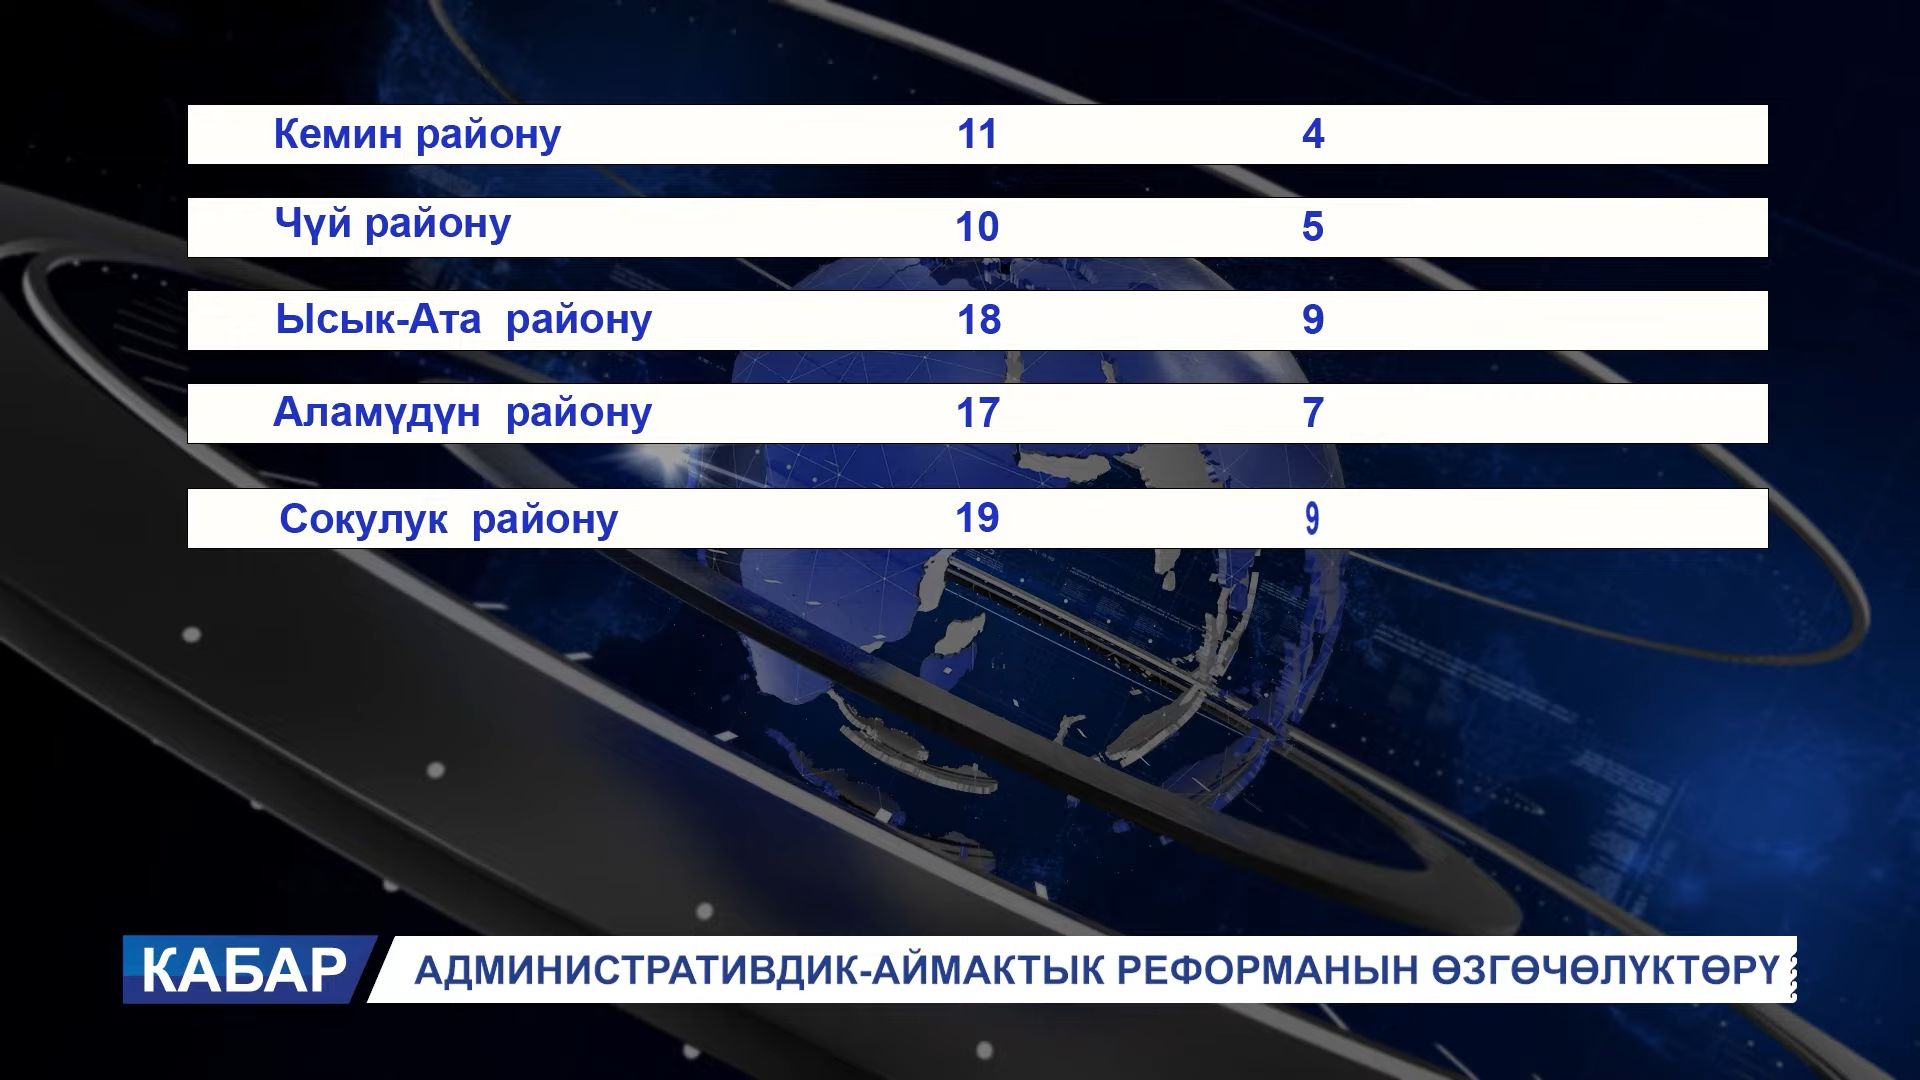 Кемин району 11 4
Чүй району 10 5
Ысык-Ата району 18 9
Аламүдүн району 17 7
Сокулук району 19 9
КАБАР АДМИНИСТРАТИВДИК-АЙМАКТЫК РЕФОРМАНЫН ӨЗГӨЧӨЛҮКТӨРҮ